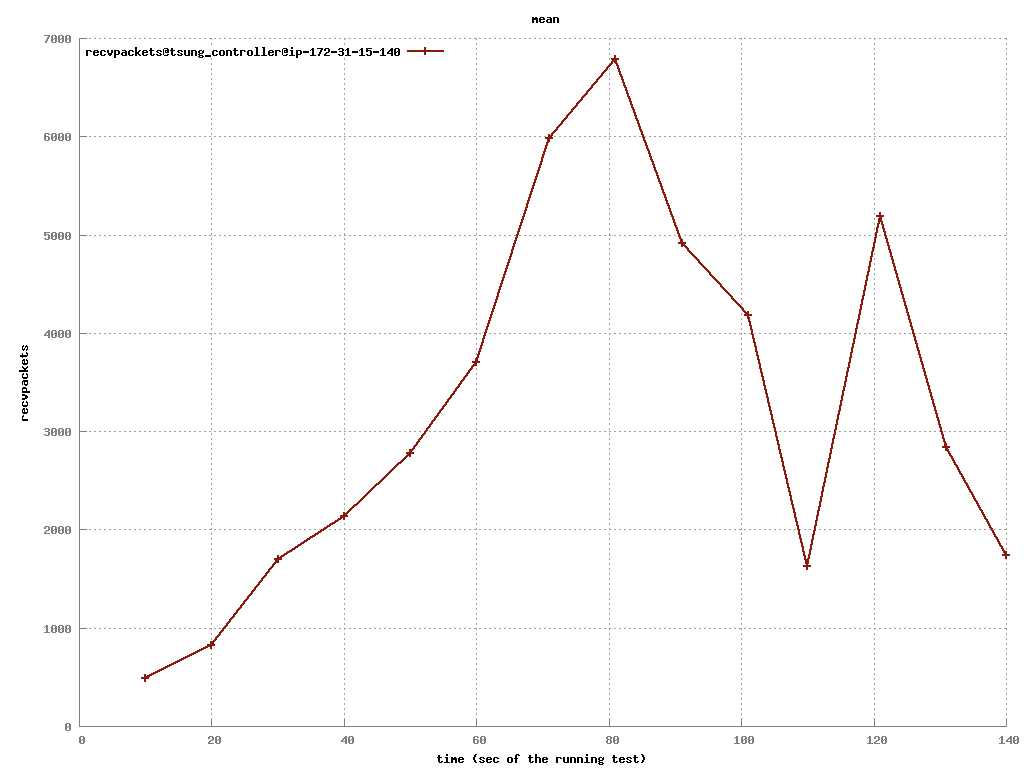 mean
7000
recvpackets@tsung_controller@ip-172-31-15-140
6000
5000
4000
recvpackets
3000
2000
1000
0
0 20 40 60 80 100 120 140
time (sec of the running test)